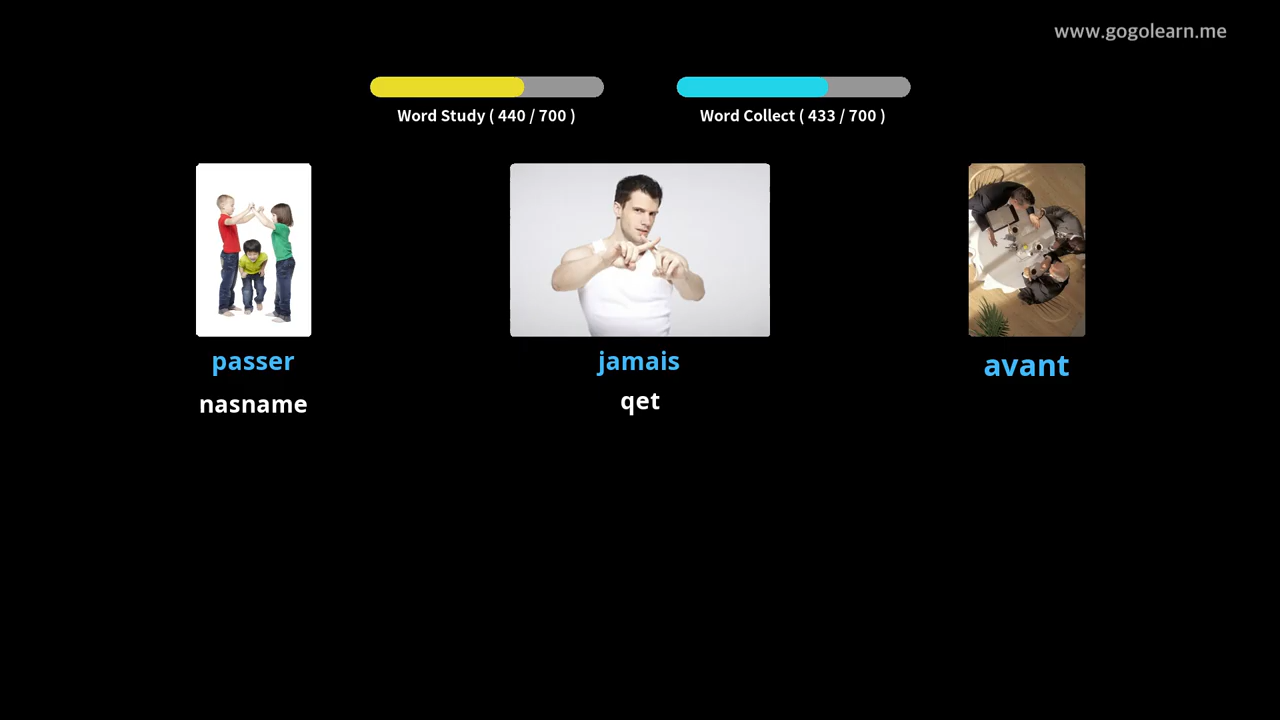 www.gogolearn.me
Word Study ( 440 / 700 )
Word Collect ( 433 / 700 )
passer
jamais
avant
nasname
qet